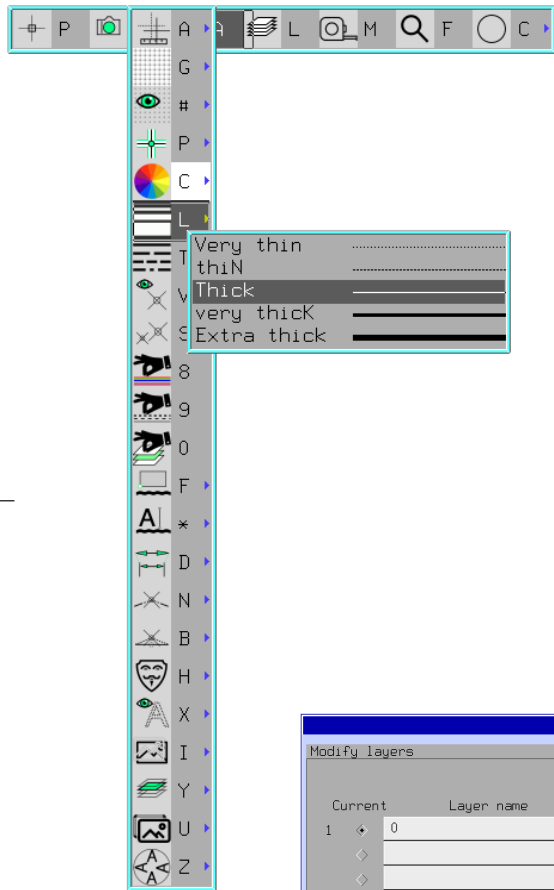 P A L M F C
A
G
#
P
C
L
Very thin
thiN
Thick
very thicK
Extra thick
T
V
S
8
9
0
F
*
D
N
B
H
X
I
Y
U
Z
Modify layers
Current Layer name
1 0